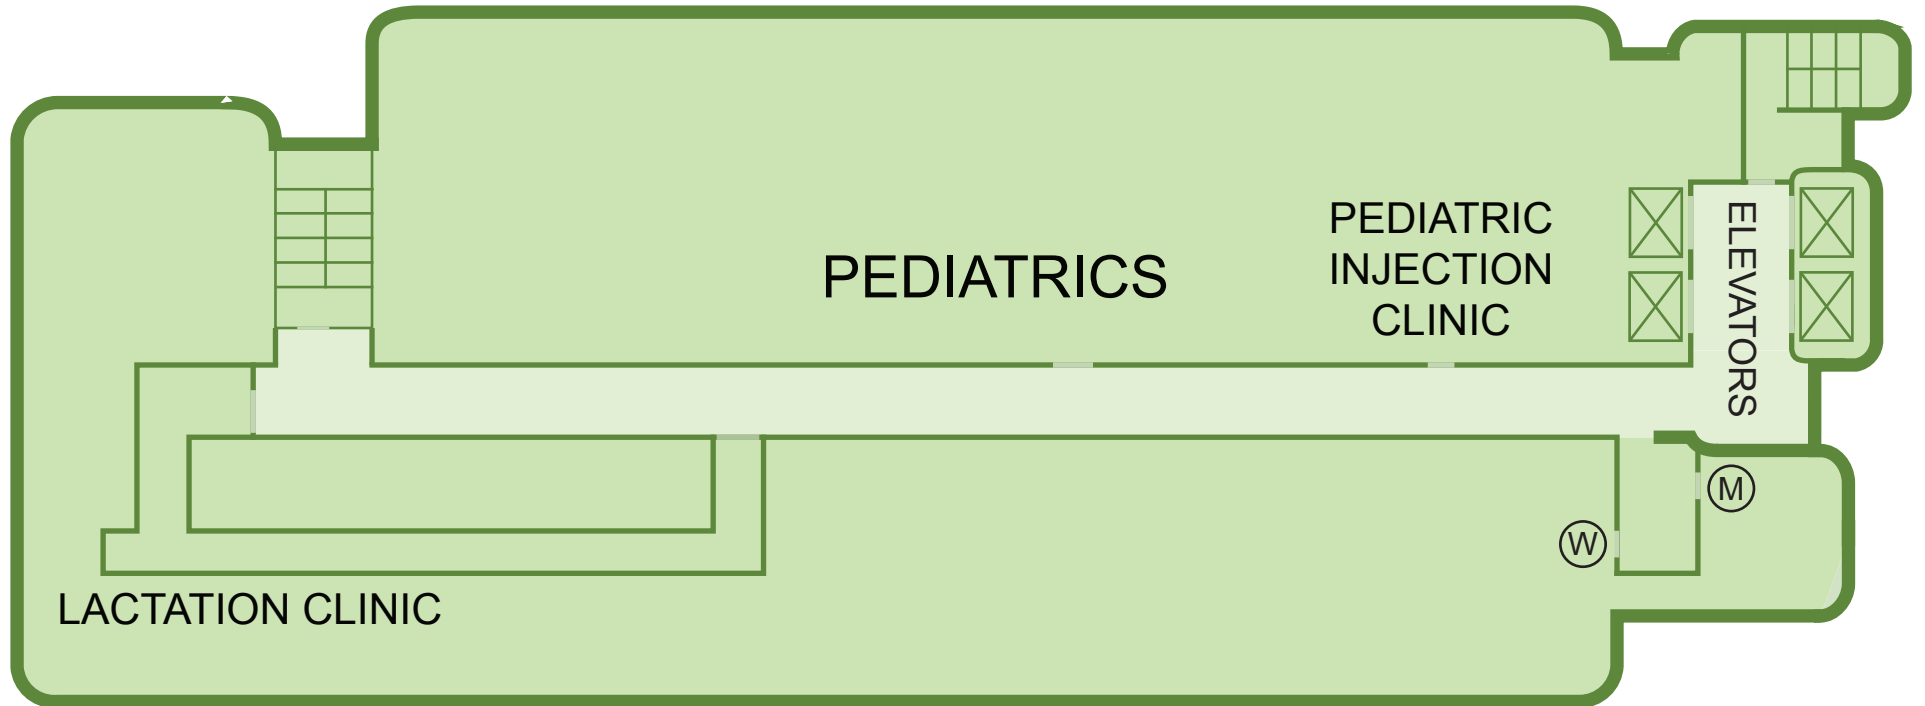 PEDIATRICS
PEDIATRIC
INJECTION
CLINIC
ELEVATORS
M
W
LACTATION CLINIC